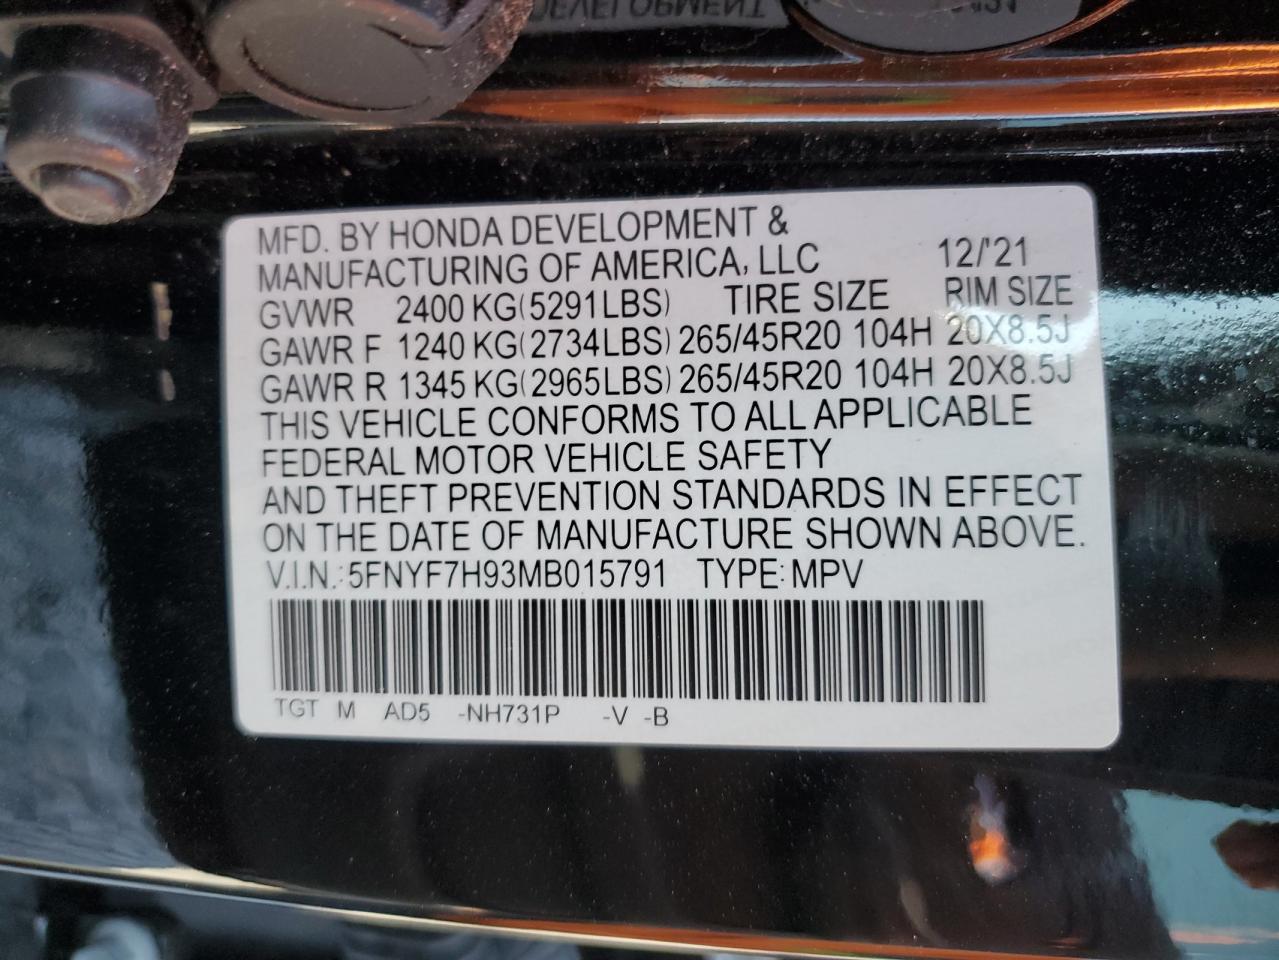 DEVELOPMENT
MFD. BY HONDA DEVELOPMENT &
MANUFACTURING OF AMERICA, LLC 12/'21
GVWR 2400 KG(5291LBS) TIRE SIZE RIM SIZE
GAWR F 1240 KG(2734LBS) 265/45R20 104H 20X8.5J
GAWR R 1345 KG(2965LBS) 265/45R20 104H 20X8.5J
THIS VEHICLE CONFORMS TO ALL APPLICABLE
FEDERAL MOTOR VEHICLE SAFETY
AND THEFT PREVENTION STANDARDS IN EFFECT
ON THE DATE OF MANUFACTURE SHOWN ABOVE.
V.I.N.: 5FNYF7H93MB015791 TYPE: MPV
TGT M AD5 -NH731P -V -B